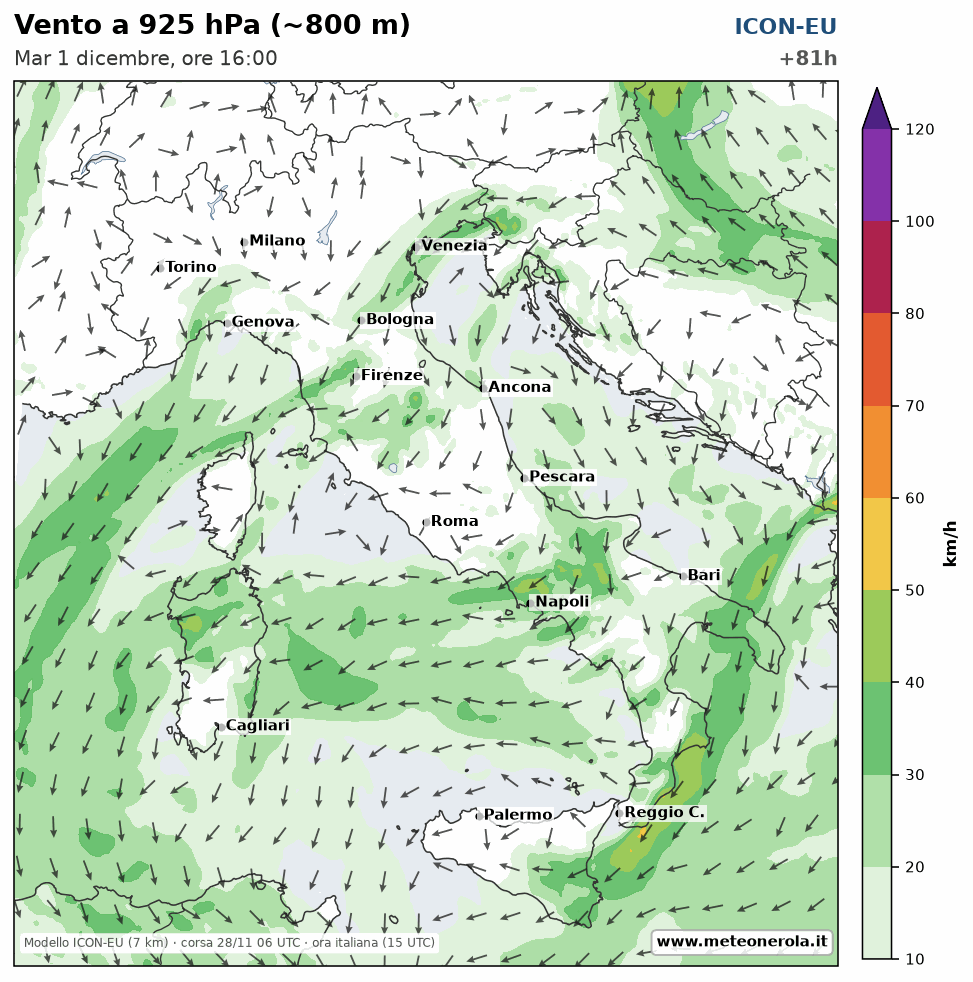 Vento a 925 hPa (~800 m)
ICON-EU
Mar 1 dicembre, ore 16:00
+81h
Milano
Venezia
Torino
Genova
Bologna
Firenze
Ancona
Pescara
Roma
Bari
Napoli
Cagliari
Palermo
Reggio C.
120
100
80
70
60
50
40
30
20
10
km/h
Modello ICON-EU (7 km) · corsa 28/11 06 UTC · ora italiana (15 UTC)
www.meteonerola.it